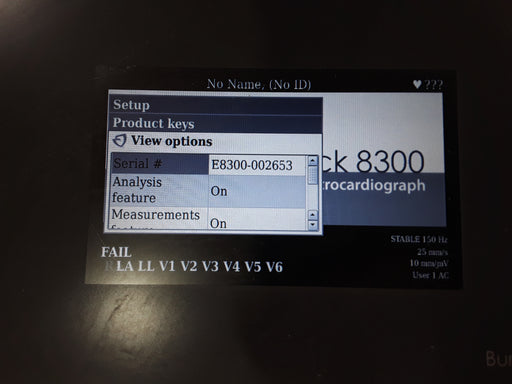 No Name, (No ID) ♥ ???
Setup
Product keys
View options
Serial # E8300-002653
Analysis feature On
Measurements On
ck 8300
trocardiograph
STABLE 150 Hz
25 mm/s
10 mm/mV
User 1 AC
FAIL
R LA LL V1 V2 V3 V4 V5 V6
Bur